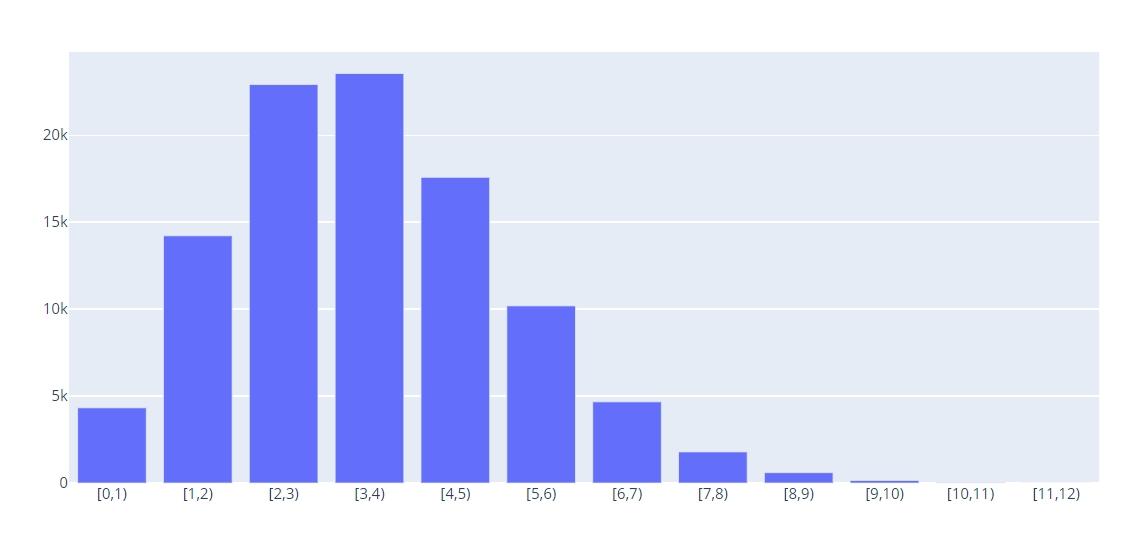 20k
15k
10k
5k
0
[0,1) [1,2) [2,3) [3,4) [4,5) [5,6) [6,7) [7,8) [8,9) [9,10) [10,11) [11,12)